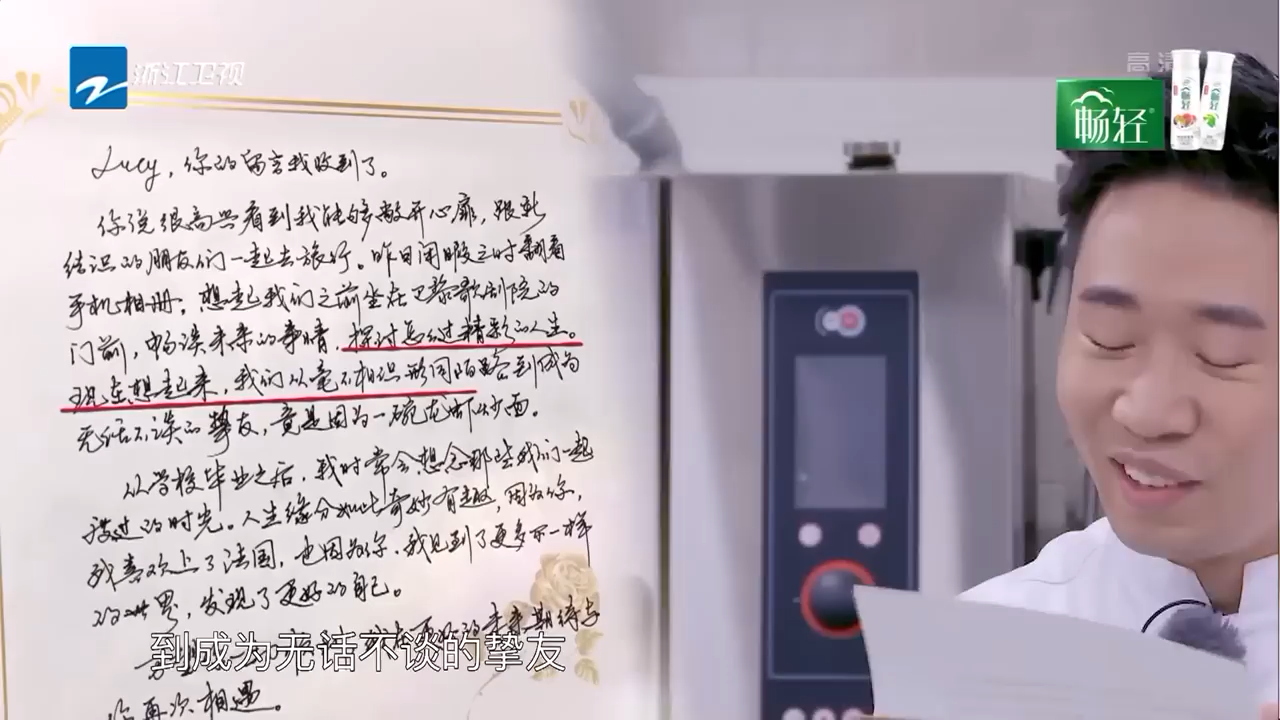 浙江卫视
高清
畅轻
Lucy，你的留言我收到了。
你说很高兴看到我能够敞开心扉，跟新
结识的朋友们一起去旅行。昨日闲暇之时翻看
手机相册，想起我们之前坐在巴黎歌剧院的
门前，畅谈未来的事情，探讨怎么过精彩的人生。
现在想起来，我们从毫不相识形同陌路到成为
无话不谈的挚友，竟是因为一碗龙虾炒面。
从学校毕业之后，我时常会想念那些我们一起
度过的时光。人生缘分如此奇妙有趣，因为你，
我喜欢上了法国，也因为你，我见到了更多不一样
的世界，发现了更好的自己。
未来期待与
你再次相遇。
到成为无话不谈的挚友